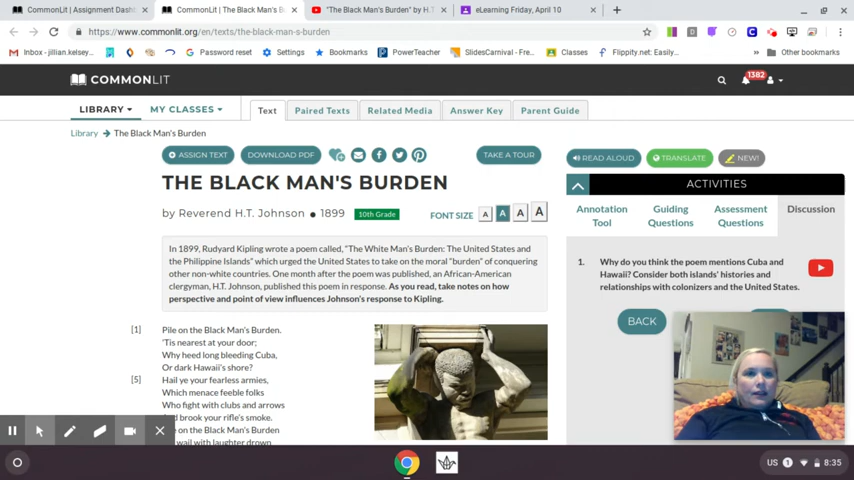 CommonLit | Assignment Dash
CommonLit | The Black Man's B
"The Black Man's Burden" by H.T.
eLearning Friday, April 10
https://www.commonlit.org/en/texts/the-black-man-s-burden
Inbox - jillian.kelsey
Password reset
Settings
Bookmarks
PowerTeacher
SlidesCarnival - Fre...
Classes
Flippity.net: Easily...
Other bookmarks
COMMONLIT
1382
LIBRARY
MY CLASSES
Text
Paired Texts
Related Media
Answer Key
Parent Guide
Library → The Black Man's Burden
ASSIGN TEXT
DOWNLOAD PDF
TAKE A TOUR
READ ALOUD
TRANSLATE
NEW!
THE BLACK MAN'S BURDEN
by Reverend H.T. Johnson ● 1899
10th Grade
FONT SIZE A A A A
ACTIVITIES
Annotation Tool
Guiding Questions
Assessment Questions
Discussion
In 1899, Rudyard Kipling wrote a poem called, "The White Man's Burden: The United States and
the Philippine Islands" which urged the United States to take on the moral "burden" of conquering
other non-white countries. One month after the poem was published, an African-American
clergyman, H.T. Johnson, published this poem in response. As you read, take notes on how
perspective and point of view influences Johnson's response to Kipling.
1. Why do you think the poem mentions Cuba and
Hawaii? Consider both islands' histories and
relationships with colonizers and the United States.
BACK
[1] Pile on the Black Man's Burden.
'Tis nearest at your door;
Why heed long bleeding Cuba,
Or dark Hawaii's shore?
[5] Hail ye your fearless armies,
Which menace feeble folks
Who fight with clubs and arrows
brook your rifle's smoke.
on the Black Man's Burden
wail with laughter drown
US 1 8:35